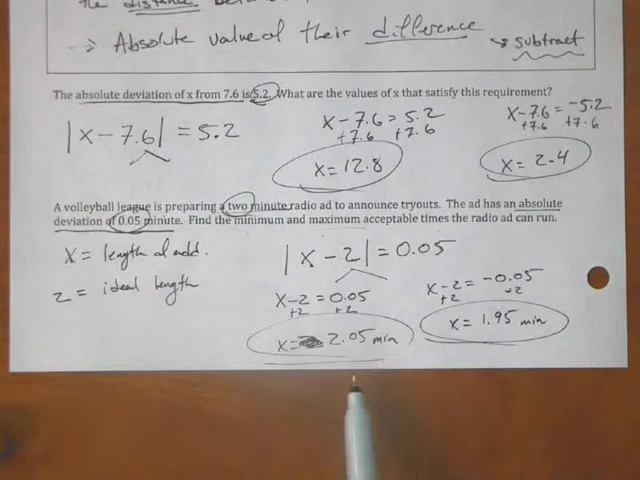 the distance
→ Absolute value of their difference → subtract
The absolute deviation of x from 7.6 is 5.2. What are the values of x that satisfy this requirement?
|x - 7.6| = 5.2
x - 7.6 = 5.2
+7.6 +7.6
x = 12.8
x - 7.6 = -5.2
+7.6 +7.6
x = 2.4
A volleyball league is preparing a two minute radio ad to announce tryouts. The ad has an absolute
deviation of 0.05 minute. Find the minimum and maximum acceptable times the radio ad can run.
x = length of add.
2 = ideal length
|x - 2| = 0.05
x - 2 = 0.05
+2 +2
x = 2.05 min
x - 2 = -0.05
+2 +2
x = 1.95 min